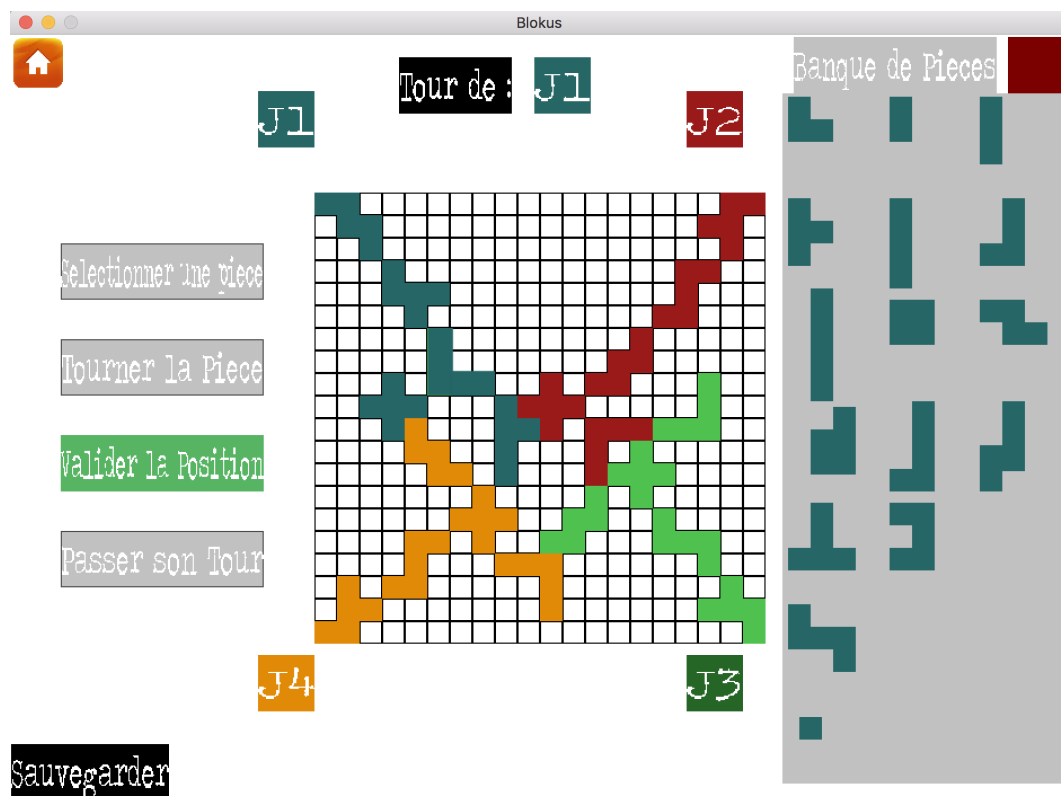 Blokus
Tour de : J1
Banque de Pieces
J1
J2
Selectionner une piece
Tourner la Piece
Valider la Position
Passer son Tour
J4
J3
Sauvegarder